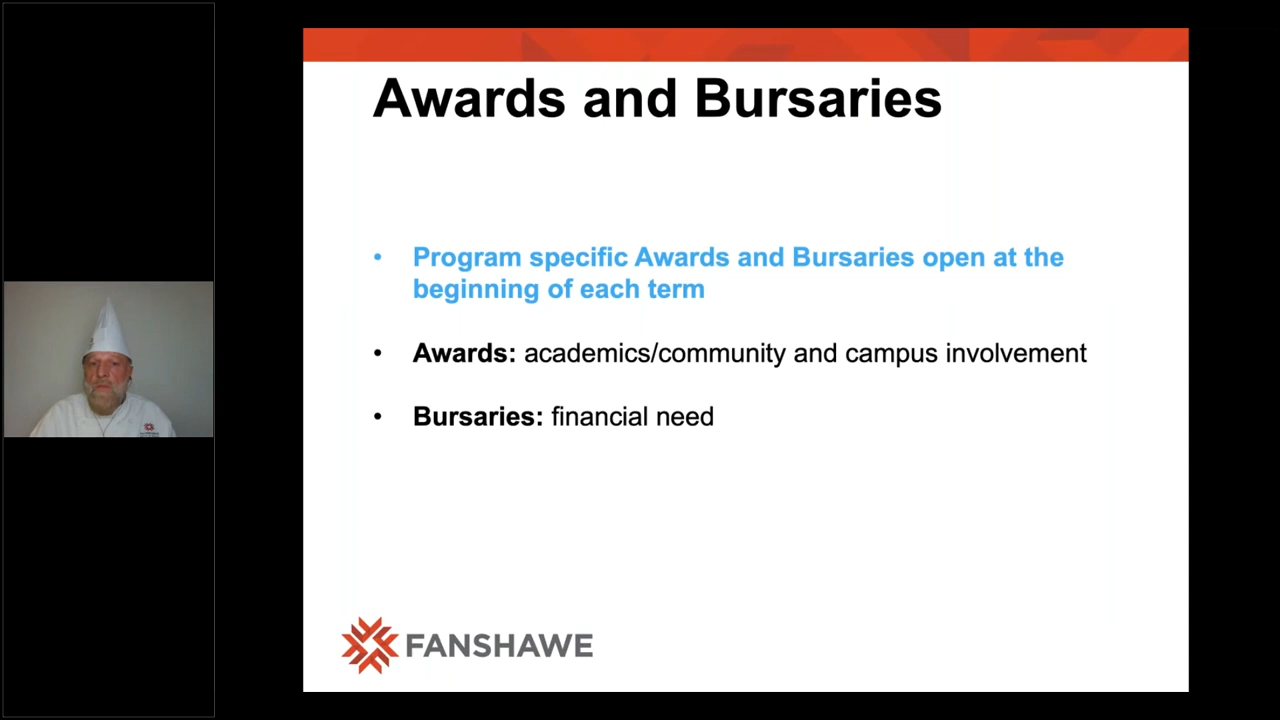 Awards and Bursaries
• Program specific Awards and Bursaries open at the
beginning of each term
• Awards: academics/community and campus involvement
• Bursaries: financial need
FANSHAWE